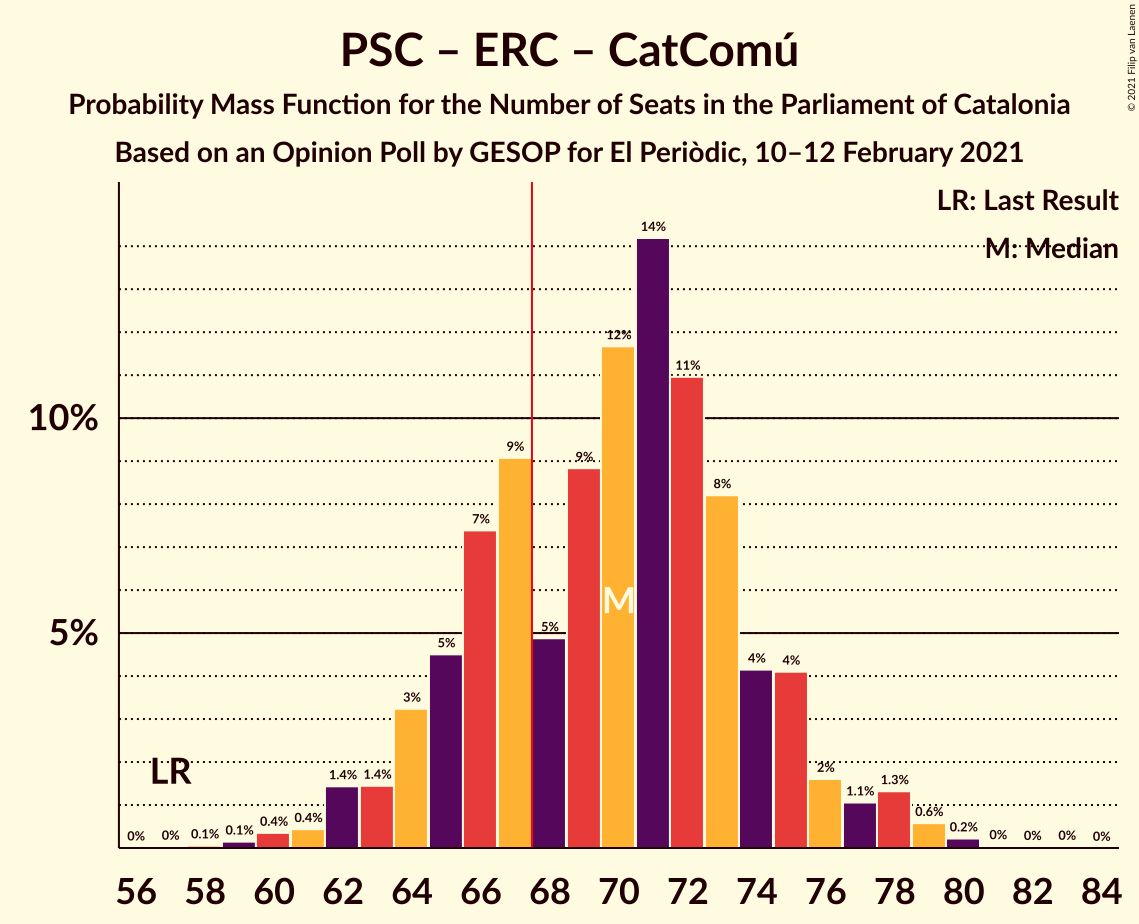 PSC – ERC – CatComú
Probability Mass Function for the Number of Seats in the Parliament of Catalonia
Based on an Opinion Poll by GESOP for El Periòdic, 10–12 February 2021
© 2021 Filip van Laenen
LR: Last Result
M: Median
10%
5%
0% 0% 0.1% 0.1% 0.4% 0.4% 1.4% 1.4% 3% 5% 7% 9% 5% 9% 12% 14% 11% 8% 4% 4% 2% 1.1% 1.3% 0.6% 0.2% 0% 0% 0% 0%
M
LR
56 58 60 62 64 66 68 70 72 74 76 78 80 82 84